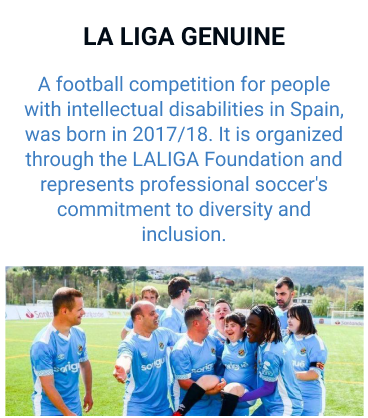 LA LIGA GENUINE
A football competition for people
with intellectual disabilities in Spain,
was born in 2017/18. It is organized
through the LALIGA Foundation and
represents professional soccer's
commitment to diversity and
inclusion.